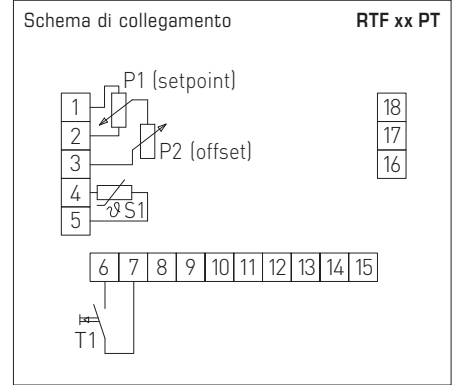 Schema di collegamento RTF xx PT
P1 (setpoint)
1
18
2
17
P2 (offset)
3
16
4
ϑ S1
5
6 7 8 9 10 11 12 13 14 15
T1